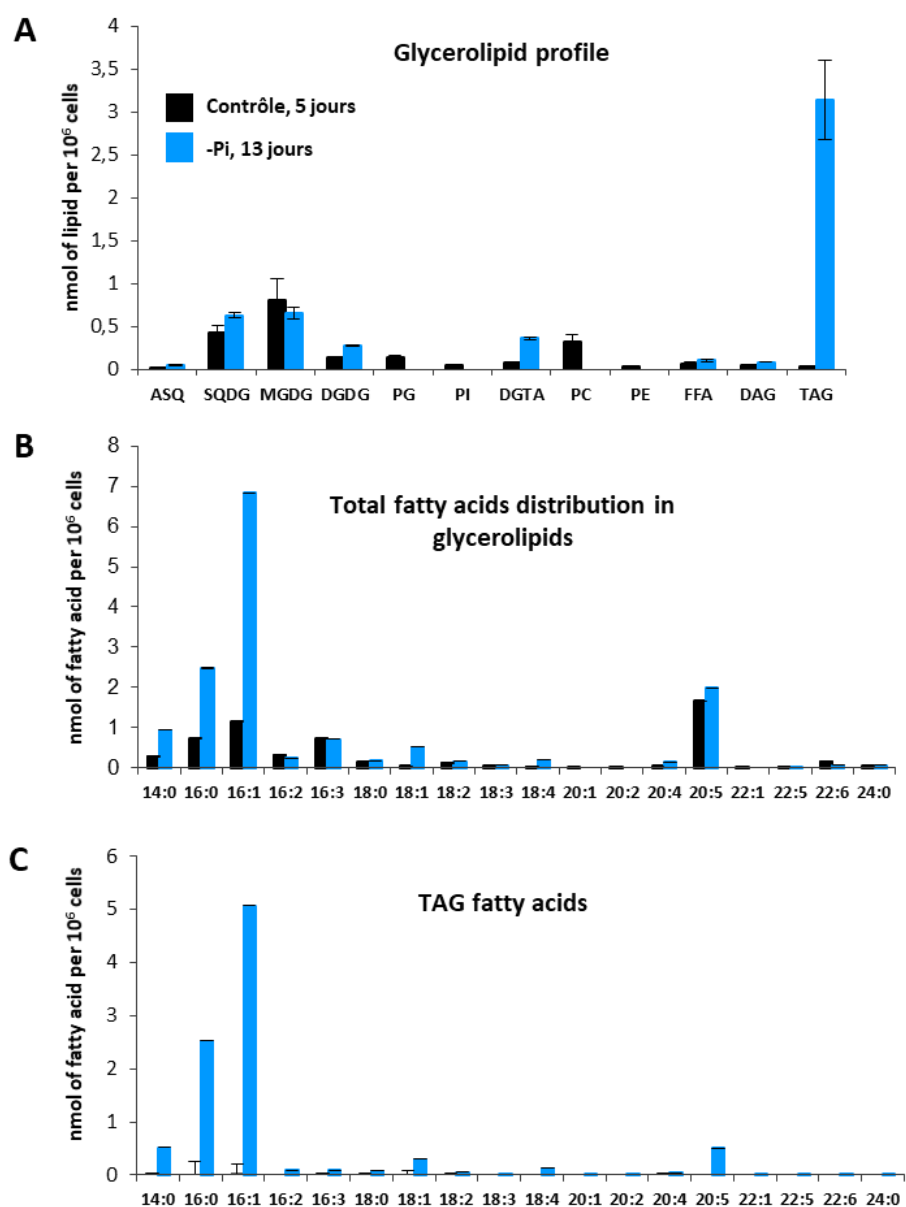 A
Glycerolipid profile
nmol of lipid per 10⁶ cells
4
3,5
3
2,5
2
1,5
1
0,5
0
Contrôle, 5 jours
-Pi, 13 jours
ASQ SQDG MGDG DGDG PG PI DGTA PC PE FFA DAG TAG
B
Total fatty acids distribution in
glycerolipids
nmol of fatty acid per 10⁶ cells
8
7
6
5
4
3
2
1
0
14:0 16:0 16:1 16:2 16:3 18:0 18:1 18:2 18:3 18:4 20:1 20:2 20:4 20:5 22:1 22:5 22:6 24:0
C
TAG fatty acids
nmol of fatty acid per 10⁶ cells
6
5
4
3
2
1
0
14:0 16:0 16:1 16:2 16:3 18:0 18:1 18:2 18:3 18:4 20:1 20:2 20:4 20:5 22:1 22:5 22:6 24:0